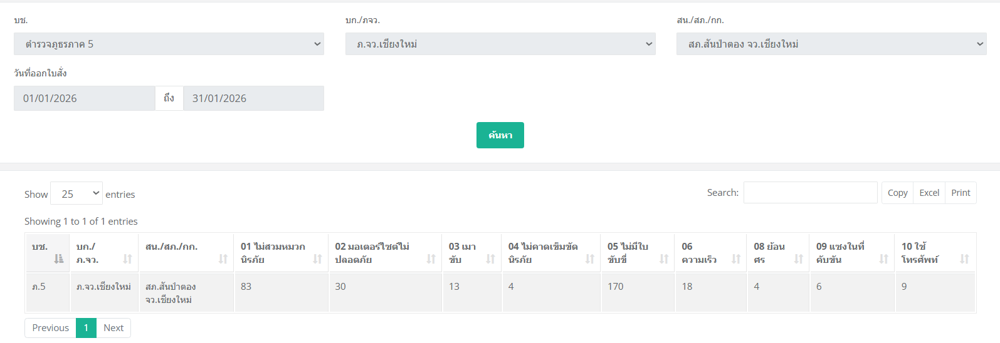 บช.
บก./ภจว.
สน./สภ./กก.
ตำรวจภูธรภาค 5
ภ.จว.เชียงใหม่
สภ.สันป่าตอง จว.เชียงใหม่
วันที่ออกใบสั่ง
01/01/2026 ถึง 31/01/2026
ค้นหา
Show 25 entries
Search:
Copy Excel Print
Showing 1 to 1 of 1 entries
บช.
บก./
ภ.จว.
สน./สภ./กก.
01 ไม่สวมหมวก
นิรภัย
02 มอเตอร์ไซต์ไม่
ปลอดภัย
03 เมา
ขับ
04 ไม่คาดเข็มขัด
นิรภัย
05 ไม่มีใบ
ขับขี่
06
ความเร็ว
08 ย้อน
ศร
09 แซงในที่
คับขัน
10 ใช้
โทรศัพท์
ภ.5
ภ.จว.เชียงใหม่
สภ.สันป่าตอง
จว.เชียงใหม่
83
30
13
4
170
18
4
6
9
Previous 1 Next